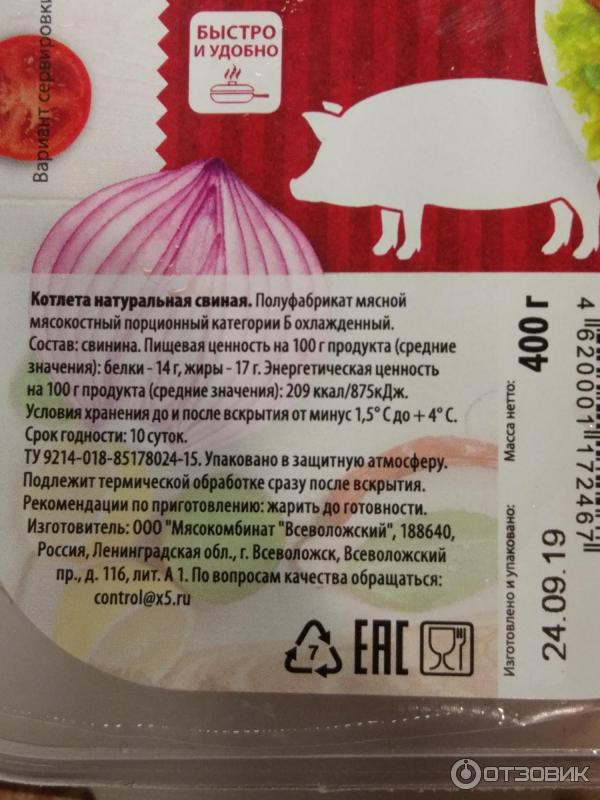 БЫСТРО
И УДОБНО
Вариант сервировки
Котлета натуральная свиная. Полуфабрикат мясной
мясокостный порционный категории Б охлажденный.
Состав: свинина. Пищевая ценность на 100 г продукта (средние
значения): белки - 14 г, жиры - 17 г. Энергетическая ценность
на 100 г продукта (средние значения): 209 ккал/875кДж.
Условия хранения до и после вскрытия от минус 1,5° С до + 4° С.
Срок годности: 10 суток.
ТУ 9214-018-85178024-15. Упаковано в защитную атмосферу.
Подлежит термической обработке сразу после вскрытия.
Рекомендации по приготовлению: жарить до готовности.
Изготовитель: ООО "Мясокомбинат "Всеволожский", 188640,
Россия, Ленинградская обл., г. Всеволожск, Всеволожский
пр., д. 116, лит. А 1. По вопросам качества обращаться:
control@x5.ru
7
EAC
Масса нетто: 400 г
Изготовлено и упаковано: 24.09.19
4 620001 172467
ОТЗОВИК